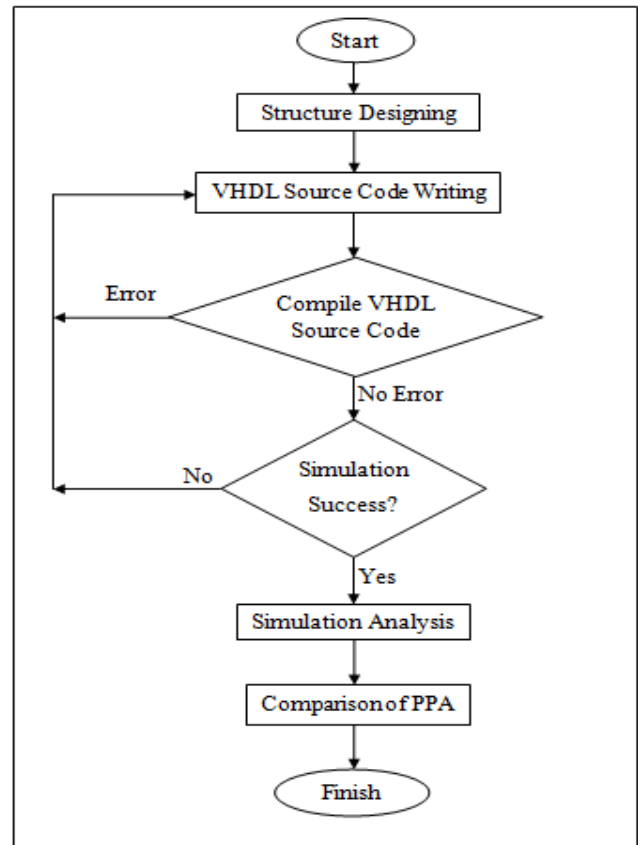 Start
Structure Designing
VHDL Source Code Writing
Error
Compile VHDL
Source Code
No Error
No
Simulation
Success?
Yes
Simulation Analysis
Comparison of PPA
Finish